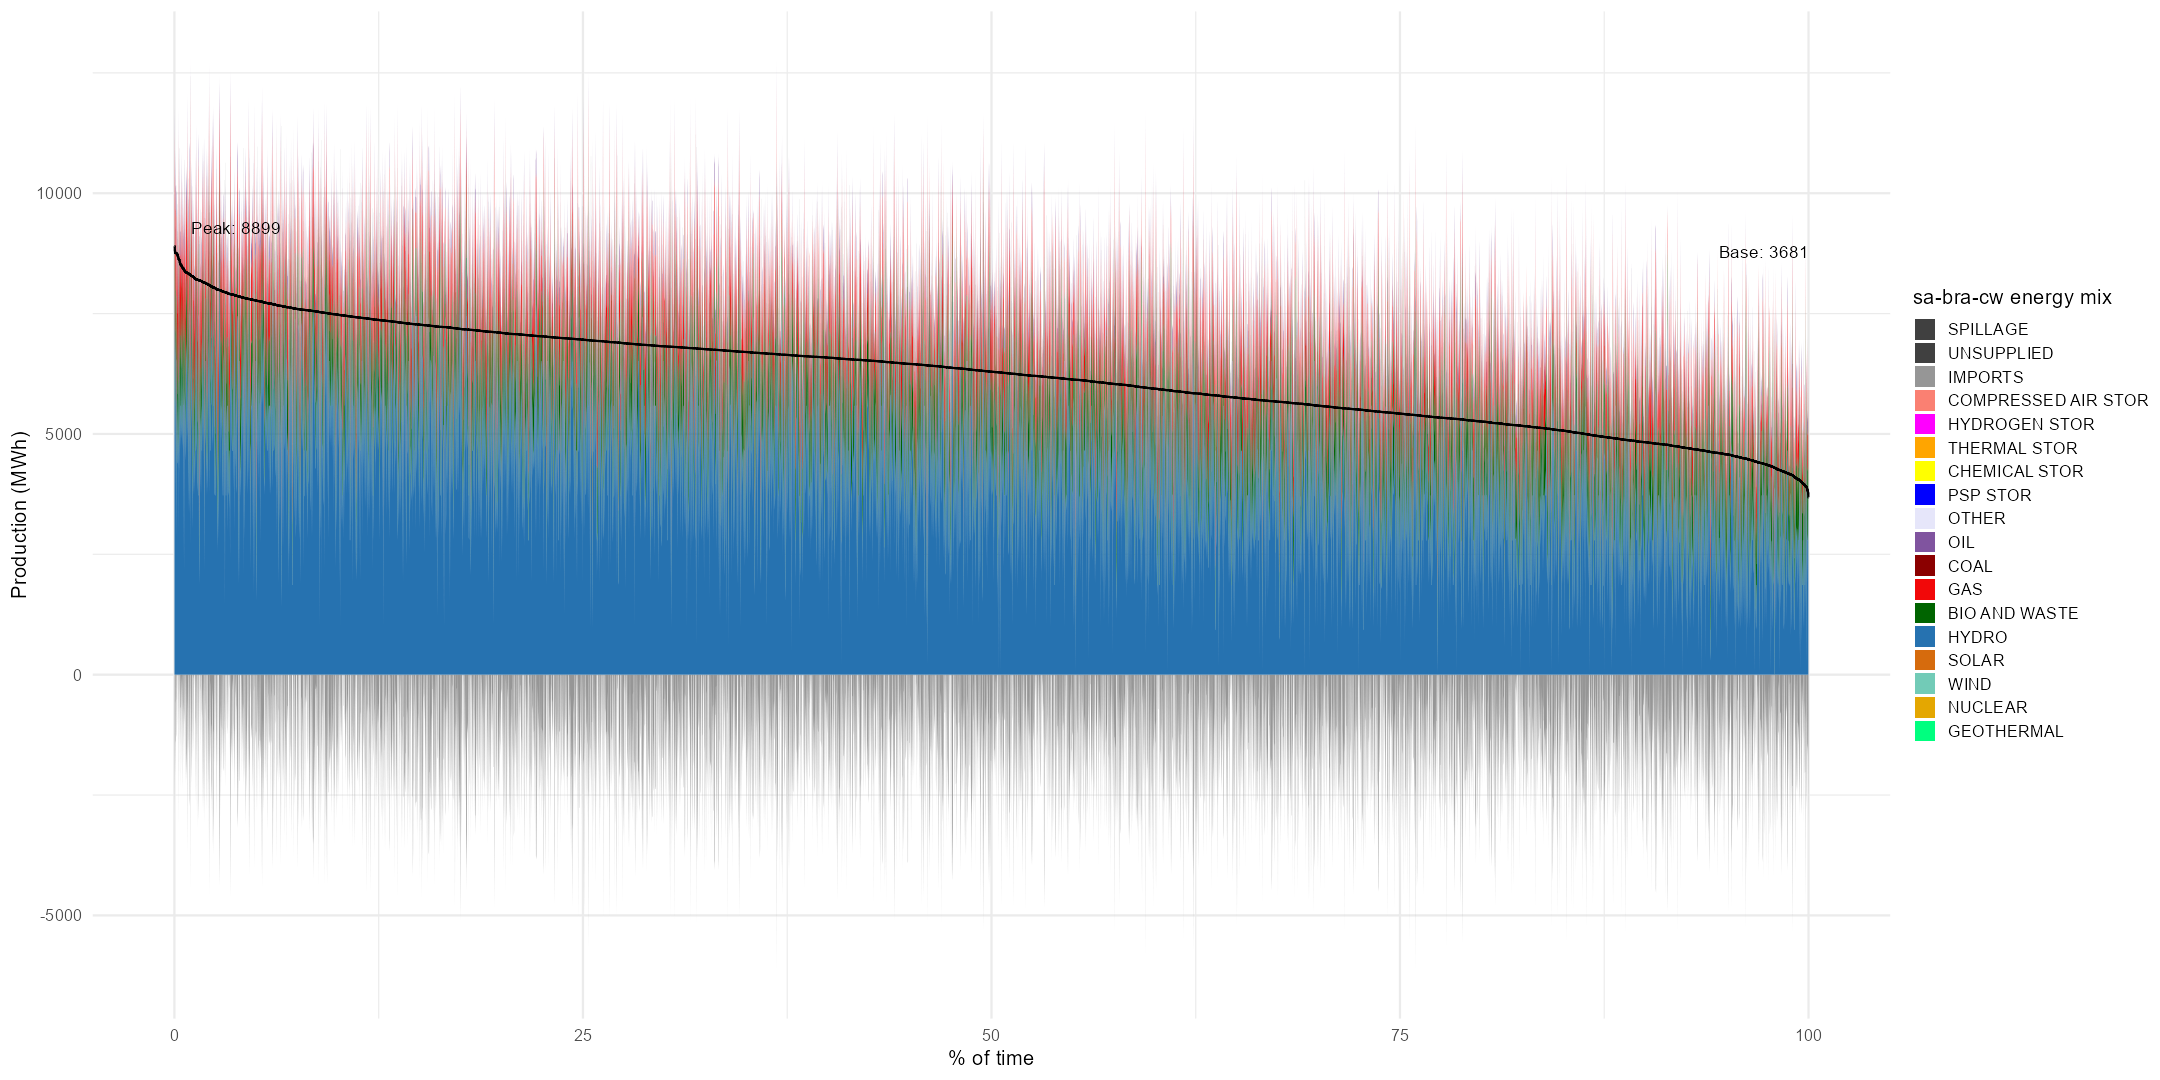 10000
5000
0
-5000
Production (MWh)
Peak: 8899
Base: 3681
0
25
50
75
100
% of time
sa-bra-cw energy mix
SPILLAGE
UNSUPPLIED
IMPORTS
COMPRESSED AIR STOR
HYDROGEN STOR
THERMAL STOR
CHEMICAL STOR
PSP STOR
OTHER
OIL
COAL
GAS
BIO AND WASTE
HYDRO
SOLAR
WIND
NUCLEAR
GEOTHERMAL